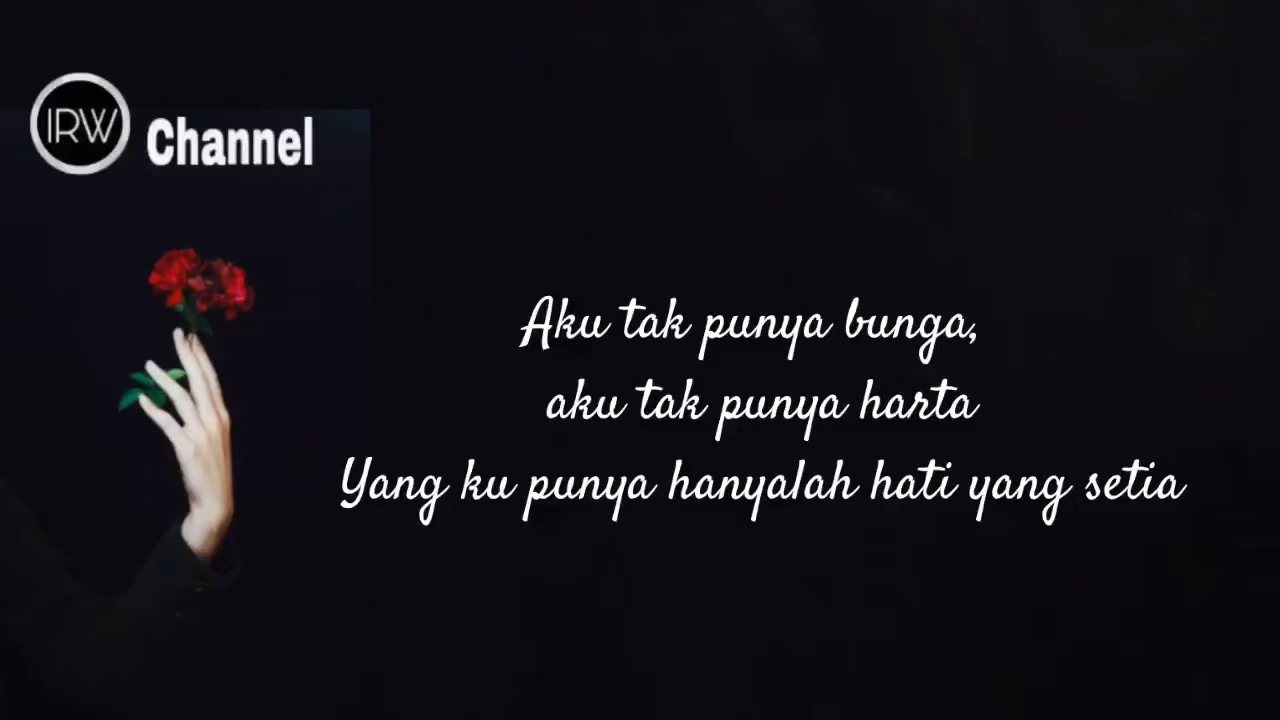 IRW
Channel
Aku tak punya bunga,
aku tak punya harta
Yang ku punya hanyalah hati yang setia